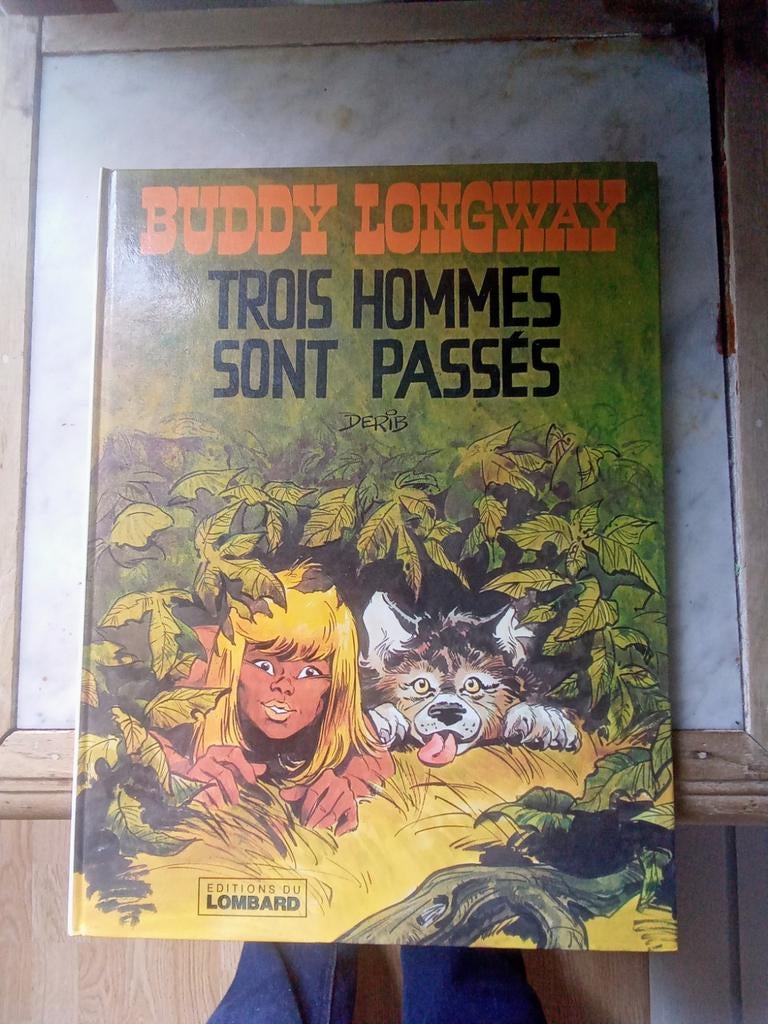 BUDDY LONGWAY
TROIS HOMMES
SONT PASSÉS
DERIB
EDITIONS DU
LOMBARD